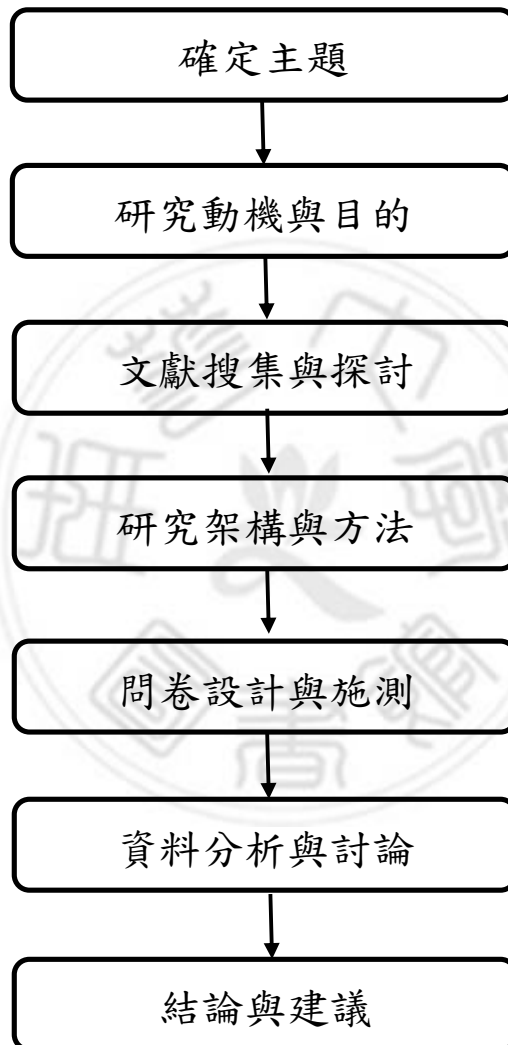 確定主題
研究動機與目的
文獻搜集與探討
研究架構與方法
問卷設計與施測
資料分析與討論
結論與建議